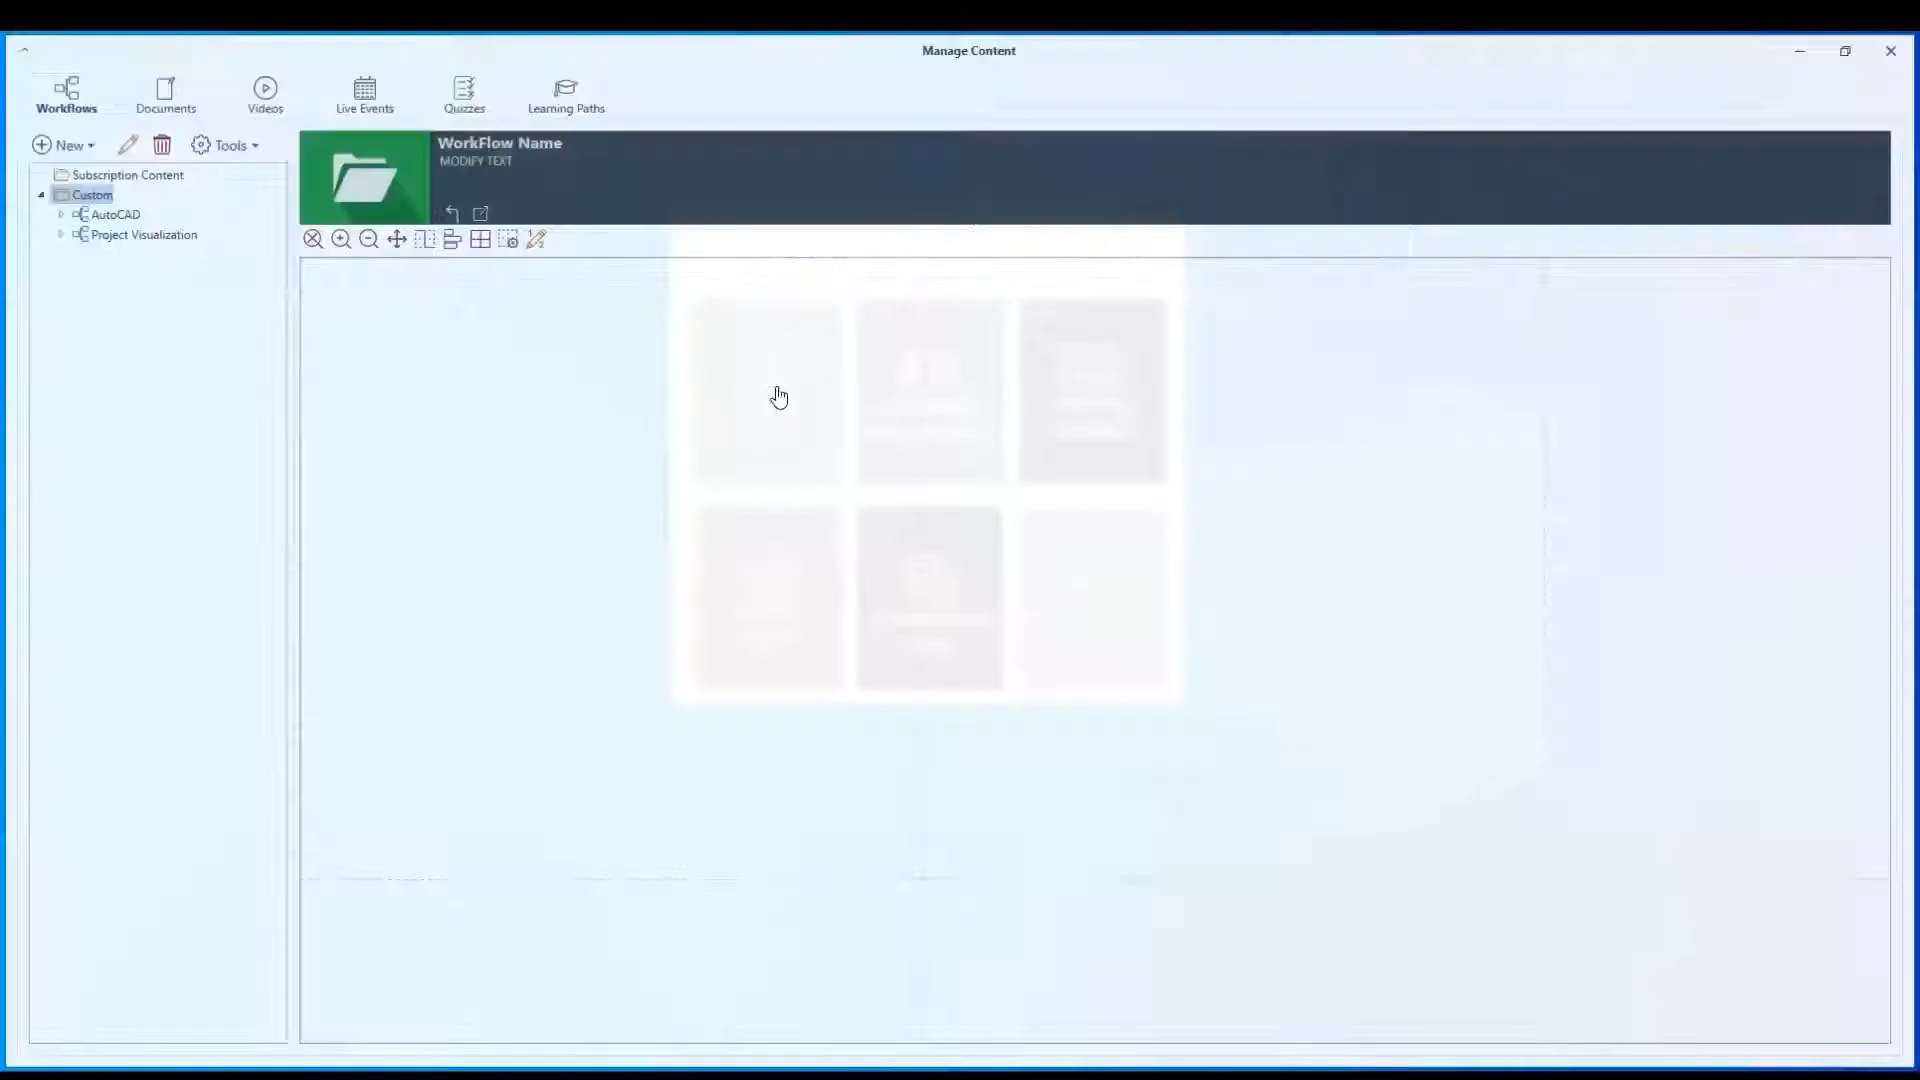 Manage Content
Workflows
Documents
Videos
Live Events
Quizzes
Learning Paths
New
Tools
WorkFlow Name
MODIFY TEXT
Subscription Content
Custom
AutoCAD
Project Visualization